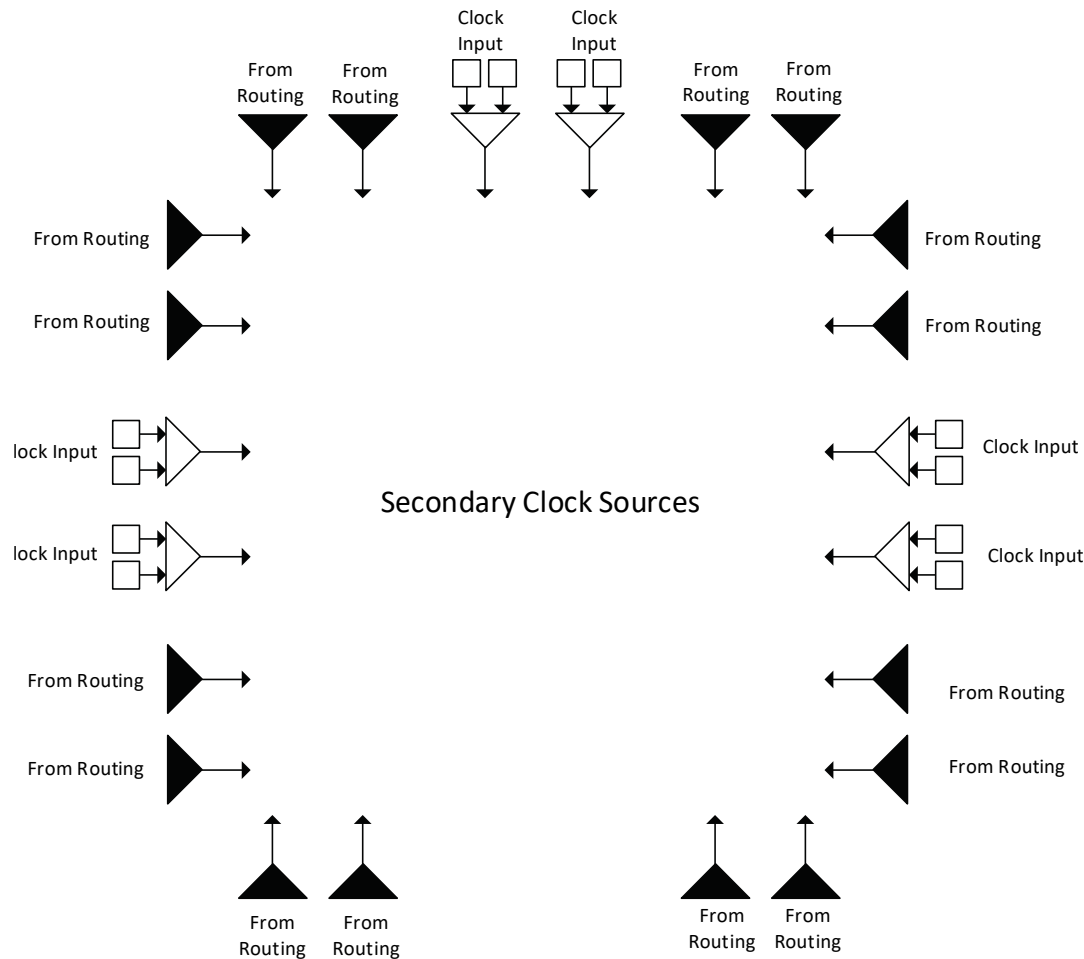 Clock
Input
Clock
Input
From
Routing
From
Routing
From
Routing
From
Routing
From Routing
From Routing
From Routing
From Routing
lock Input
Clock Input
Secondary Clock Sources
lock Input
Clock Input
From Routing
From Routing
From Routing
From Routing
From
Routing
From
Routing
From
Routing
From
Routing